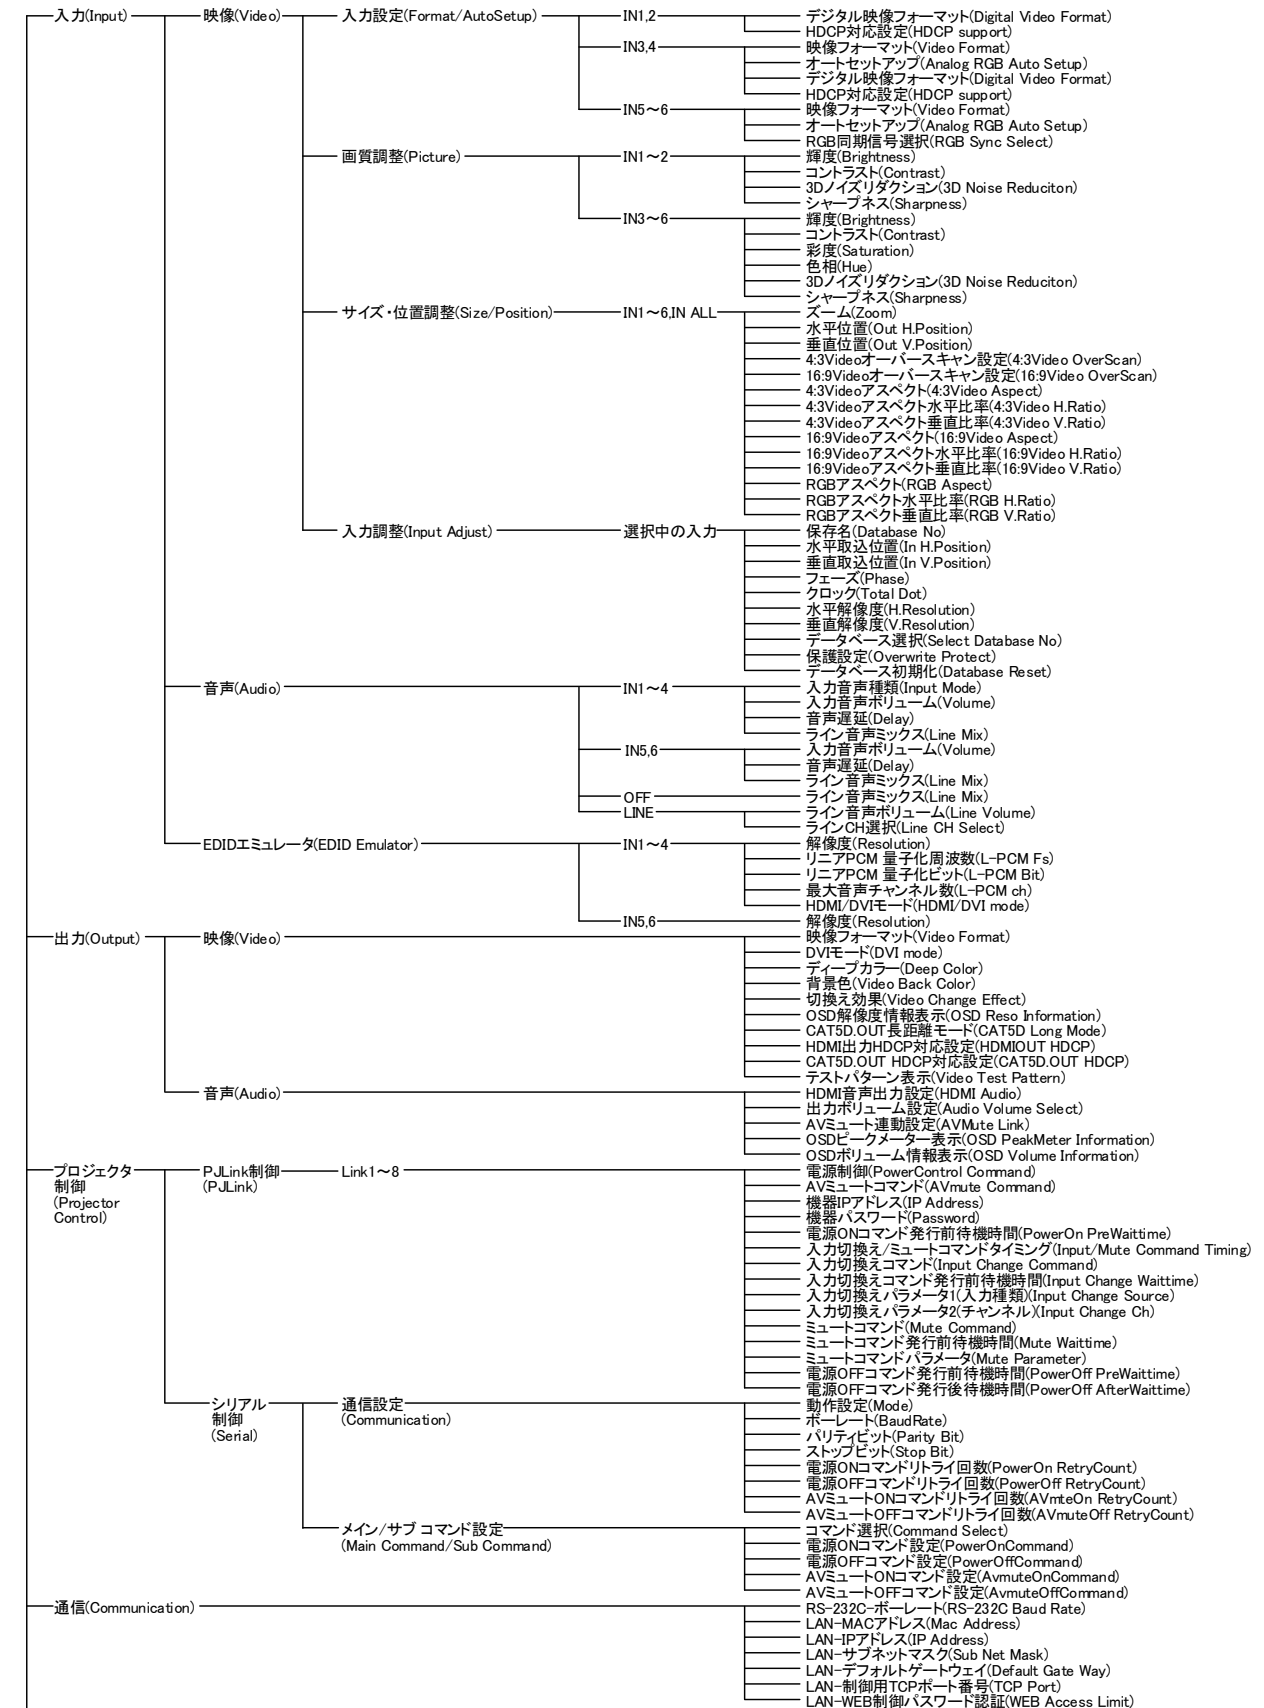 入力(Input)
映像(Video)
入力設定(Format/AutoSetup)
IN1,2
デジタル映像フォーマット(Digital Video Format)
HDCP対応設定(HDCP support)
IN3,4
映像フォーマット(Video Format)
オートセットアップ(Analog RGB Auto Setup)
デジタル映像フォーマット(Digital Video Format)
HDCP対応設定(HDCP support)
IN5～6
映像フォーマット(Video Format)
オートセットアップ(Analog RGB Auto Setup)
RGB同期信号選択(RGB Sync Select)
画質調整(Picture)
IN1～2
輝度(Brightness)
コントラスト(Contrast)
3Dノイズリダクション(3D Noise Reduciton)
シャープネス(Sharpness)
IN3～6
輝度(Brightness)
コントラスト(Contrast)
彩度(Saturation)
色相(Hue)
3Dノイズリダクション(3D Noise Reduciton)
シャープネス(Sharpness)
サイズ・位置調整(Size/Position)
IN1～6,IN ALL
ズーム(Zoom)
水平位置(Out H.Position)
垂直位置(Out V.Position)
4:3Videoオーバースキャン設定(4:3Video OverScan)
16:9Videoオーバースキャン設定(16:9Video OverScan)
4:3Videoアスペクト(4:3Video Aspect)
4:3Videoアスペクト水平比率(4:3Video H.Ratio)
4:3Videoアスペクト垂直比率(4:3Video V.Ratio)
16:9Videoアスペクト(16:9Video Aspect)
16:9Videoアスペクト水平比率(16:9Video H.Ratio)
16:9Videoアスペクト垂直比率(16:9Video V.Ratio)
RGBアスペクト(RGB Aspect)
RGBアスペクト水平比率(RGB H.Ratio)
RGBアスペクト垂直比率(RGB V.Ratio)
入力調整(Input Adjust)
選択中の入力
保存名(Database No)
水平取込位置(In H.Position)
垂直取込位置(In V.Position)
フェーズ(Phase)
クロック(Total Dot)
水平解像度(H.Resolution)
垂直解像度(V.Resolution)
データベース選択(Select Database No)
保護設定(Overwrite Protect)
データベース初期化(Database Reset)
音声(Audio)
IN1～4
入力音声種類(Input Mode)
入力音声ボリューム(Volume)
音声遅延(Delay)
ライン音声ミックス(Line Mix)
IN5,6
入力音声ボリューム(Volume)
音声遅延(Delay)
ライン音声ミックス(Line Mix)
OFF
ライン音声ミックス(Line Mix)
LINE
ライン音声ボリューム(Line Volume)
ラインCH選択(Line CH Select)
EDIDエミュレータ(EDID Emulator)
IN1～4
解像度(Resolution)
リニアPCM 量子化周波数(L-PCM Fs)
リニアPCM 量子化ビット(L-PCM Bit)
最大音声チャンネル数(L-PCM ch)
HDMI/DVIモード(HDMI/DVI mode)
IN5,6
解像度(Resolution)
出力(Output)
映像(Video)
映像フォーマット(Video Format)
DVIモード(DVI mode)
ディープカラー(Deep Color)
背景色(Video Back Color)
切換え効果(Video Change Effect)
OSD解像度情報表示(OSD Reso Information)
CAT5D.OUT長距離モード(CAT5D Long Mode)
HDMI出力HDCP対応設定(HDMIOUT HDCP)
CAT5D.OUT HDCP対応設定(CAT5D.OUT HDCP)
テストパターン表示(Video Test Pattern)
音声(Audio)
HDMI音声出力設定(HDMI Audio)
出力ボリューム設定(Audio Volume Select)
AVミュート連動設定(AVMute Link)
OSDピークメーター表示(OSD PeakMeter Information)
OSDボリューム情報表示(OSD Volume Information)
プロジェクタ
制御
(Projector
Control)
PJLink制御
(PJLink)
Link1～8
電源制御(PowerControl Command)
AVミュートコマンド(AVmute Command)
機器IPアドレス(IP Address)
機器パスワード(Password)
電源ONコマンド発行前待機時間(PowerOn PreWaittime)
入力切換え/ミュートコマンドタイミング(Input/Mute Command Timing)
入力切換えコマンド(Input Change Command)
入力切換えコマンド発行前待機時間(Input Change Waittime)
入力切換えパラメータ1(入力種類)(Input Change Source)
入力切換えパラメータ2(チャンネル)(Input Change Ch)
ミュートコマンド(Mute Command)
ミュートコマンド発行前待機時間(Mute Waittime)
ミュートコマンドパラメータ(Mute Parameter)
電源OFFコマンド発行前待機時間(PowerOff PreWaittime)
電源OFFコマンド発行後待機時間(PowerOff AfterWaittime)
シリアル
制御
(Serial)
通信設定
(Communication)
動作設定(Mode)
ボーレート(BaudRate)
パリティビット(Parity Bit)
ストップビット(Stop Bit)
電源ONコマンドリトライ回数(PowerOn RetryCount)
電源OFFコマンドリトライ回数(PowerOff RetryCount)
AVミュートONコマンドリトライ回数(AVmteOn RetryCount)
AVミュートOFFコマンドリトライ回数(AVmuteOff RetryCount)
メイン/サブ コマンド設定
(Main Command/Sub Command)
コマンド選択(Command Select)
電源ONコマンド設定(PowerOnCommand)
電源OFFコマンド設定(PowerOffCommand)
AVミュートONコマンド設定(AvmuteOnCommand)
AVミュートOFFコマンド設定(AvmuteOffCommand)
通信(Communication)
RS-232C-ボーレート(RS-232C Baud Rate)
LAN-MACアドレス(Mac Address)
LAN-IPアドレス(IP Address)
LAN-サブネットマスク(Sub Net Mask)
LAN-デフォルトゲートウェイ(Default Gate Way)
LAN-制御用TCPポート番号(TCP Port)
LAN-WEB制御パスワード認証(WEB Access Limit)